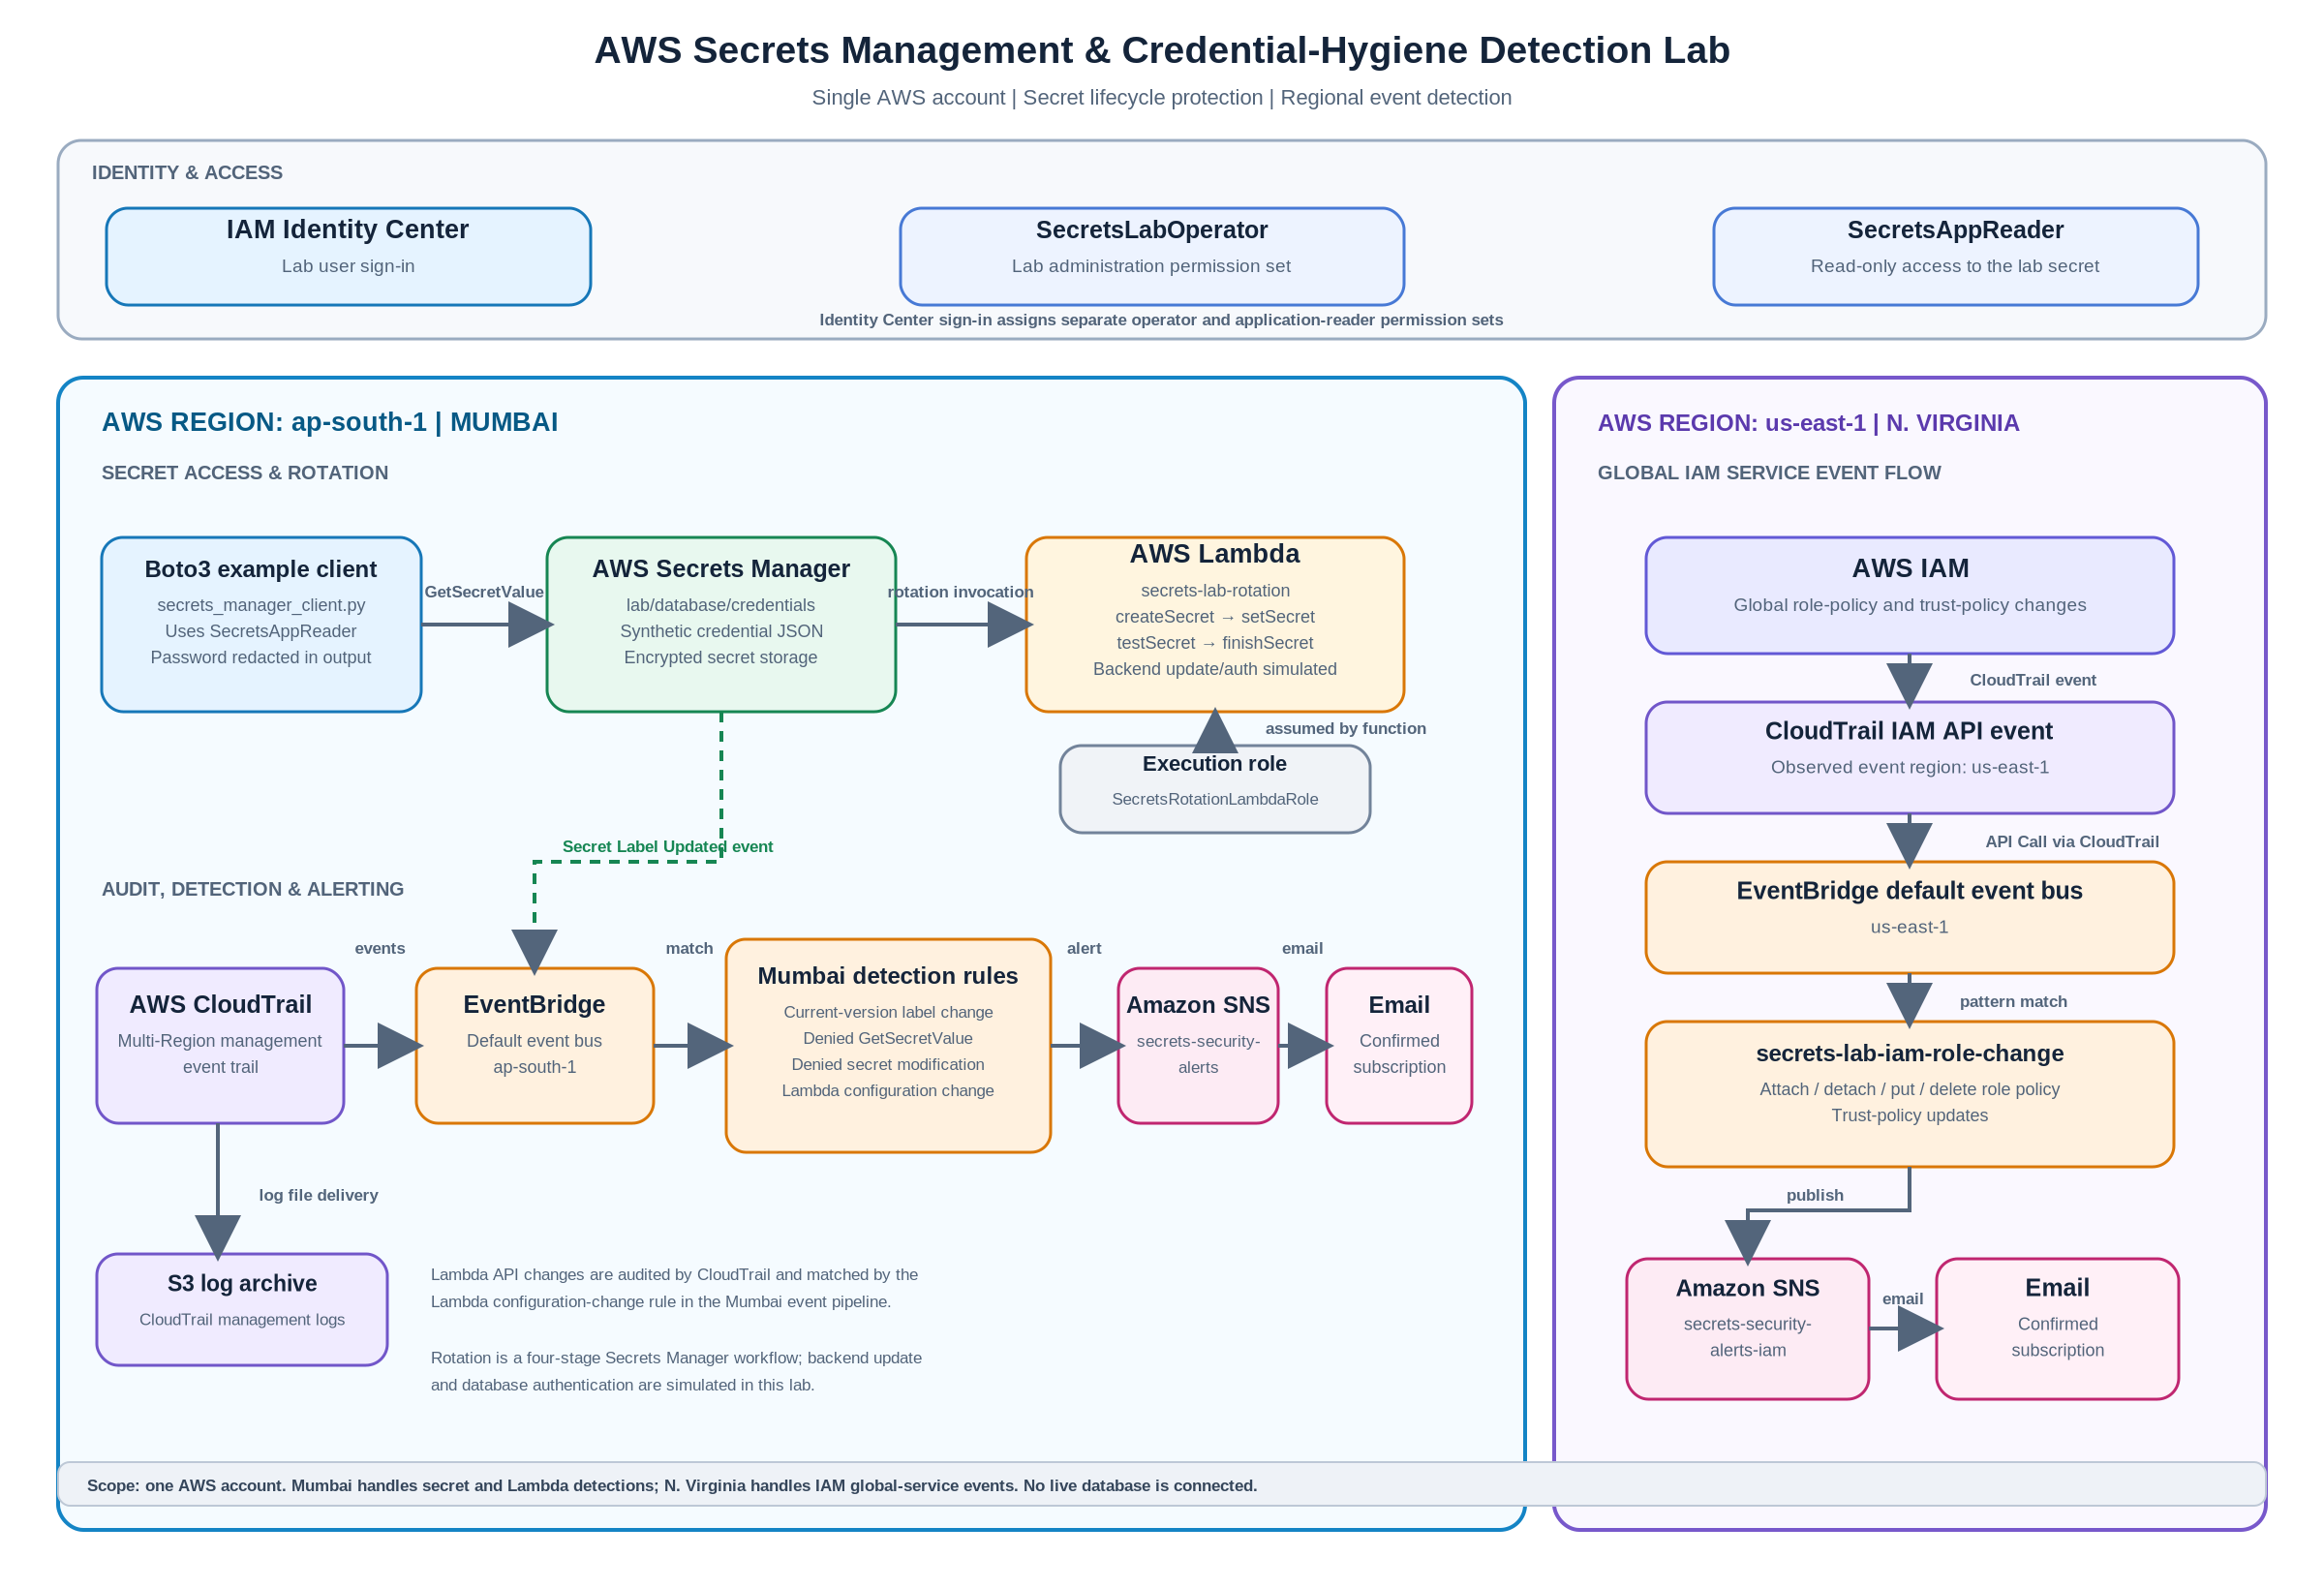 AWS Secrets Management & Credential-Hygiene Detection Lab
Single AWS account | Secret lifecycle protection | Regional event detection
IDENTITY & ACCESS
IAM Identity Center
Lab user sign-in
SecretsLabOperator
Lab administration permission set
SecretsAppReader
Read-only access to the lab secret
Identity Center sign-in assigns separate operator and application-reader permission sets
AWS REGION: ap-south-1 | MUMBAI
SECRET ACCESS & ROTATION
Boto3 example client
secrets_manager_client.py
Uses SecretsAppReader
Password redacted in output
GetSecretValue
AWS Secrets Manager
lab/database/credentials
Synthetic credential JSON
Encrypted secret storage
rotation invocation
AWS Lambda
secrets-lab-rotation
createSecret → setSecret
testSecret → finishSecret
Backend update/auth simulated
assumed by function
Execution role
SecretsRotationLambdaRole
Secret Label Updated event
AUDIT, DETECTION & ALERTING
AWS CloudTrail
Multi-Region management
event trail
events
EventBridge
Default event bus
ap-south-1
match
Mumbai detection rules
Current-version label change
Denied GetSecretValue
Denied secret modification
Lambda configuration change
alert
Amazon SNS
secrets-security-
alerts
email
Email
Confirmed
subscription
log file delivery
S3 log archive
CloudTrail management logs
Lambda API changes are audited by CloudTrail and matched by the
Lambda configuration-change rule in the Mumbai event pipeline.
Rotation is a four-stage Secrets Manager workflow; backend update
and database authentication are simulated in this lab.
AWS REGION: us-east-1 | N. VIRGINIA
GLOBAL IAM SERVICE EVENT FLOW
AWS IAM
Global role-policy and trust-policy changes
CloudTrail event
CloudTrail IAM API event
Observed event region: us-east-1
API Call via CloudTrail
EventBridge default event bus
us-east-1
pattern match
secrets-lab-iam-role-change
Attach / detach / put / delete role policy
Trust-policy updates
publish
Amazon SNS
secrets-security-
alerts-iam
email
Email
Confirmed
subscription
Scope: one AWS account. Mumbai handles secret and Lambda detections; N. Virginia handles IAM global-service events. No live database is connected.